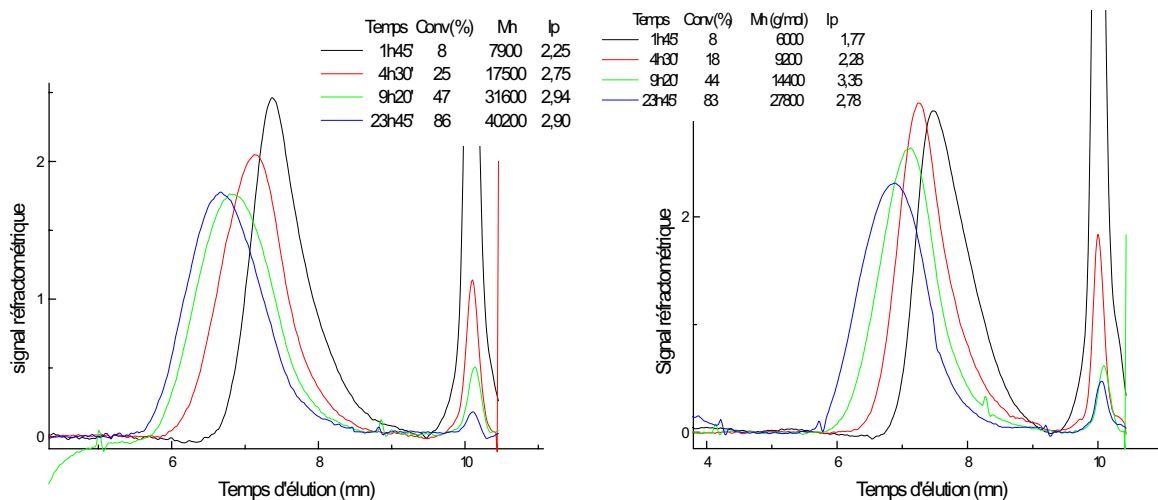 Temps Conv(%) Mn Ip
1h45' 8 7900 2,25
4h30' 25 17500 2,75
9h20' 47 31600 2,94
23h45' 86 40200 2,90
2
1
0
6 8 10
signal réfractométrique
Temps d'élution (mn)
Temps Conv(%) Mn (g/mol) Ip
1h45' 8 6000 1,77
4h30' 18 9200 2,28
9h20' 44 14400 3,35
23h45' 83 27800 2,78
2
0
4 6 8 10
Signal réfractométrique
Temps d'élution (mn)